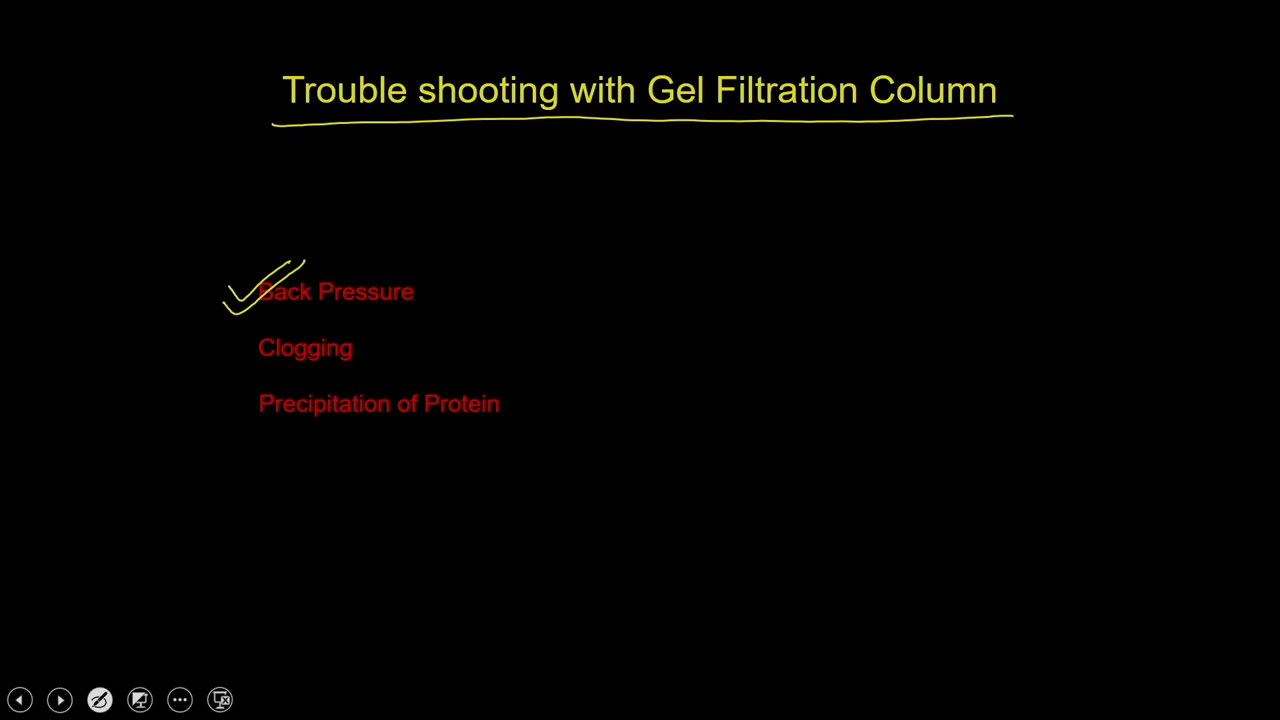 Trouble shooting with Gel Filtration Column
Back Pressure
Clogging
Precipitation of Protein